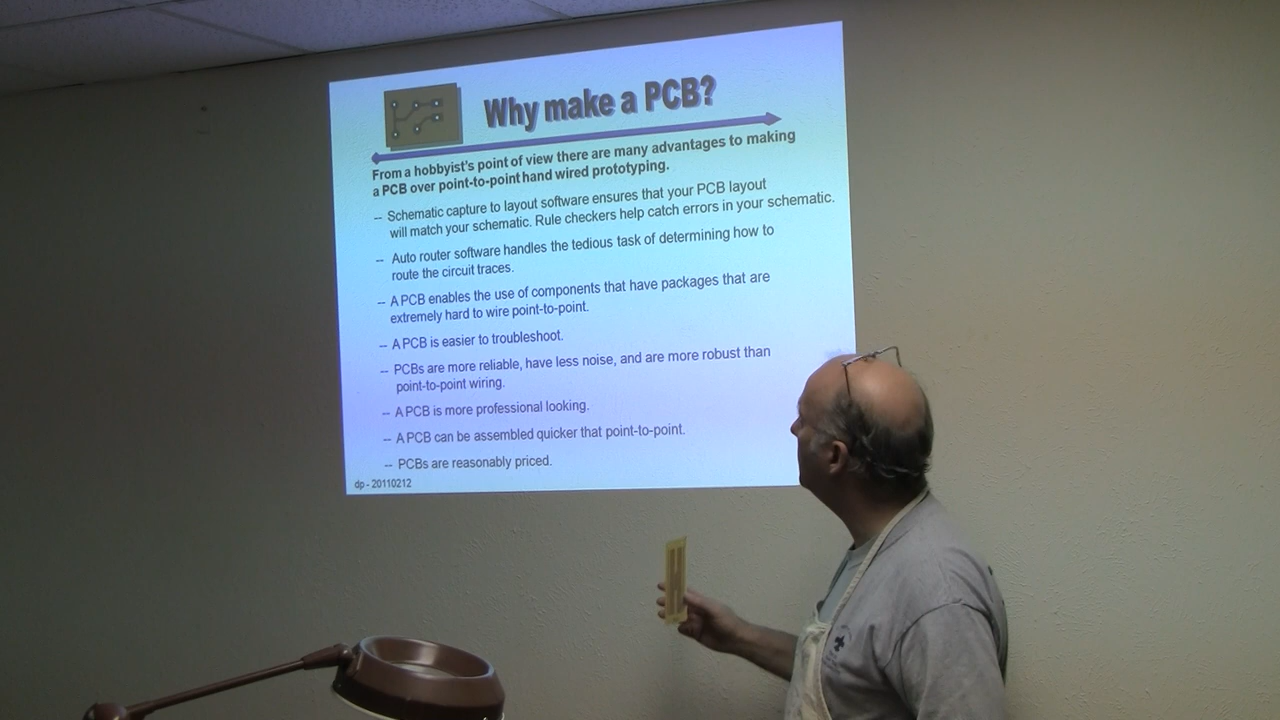 Why make a PCB?
From a hobbyist's point of view there are many advantages to making
a PCB over point-to-point hand wired prototyping.
-- Schematic capture to layout software ensures that your PCB layout
will match your schematic. Rule checkers help catch errors in your schematic.
-- Auto router software handles the tedious task of determining how to
route the circuit traces.
-- A PCB enables the use of components that have packages that are
extremely hard to wire point-to-point.
-- A PCB is easier to troubleshoot.
-- PCBs are more reliable, have less noise, and are more robust than
point-to-point wiring.
-- A PCB is more professional looking.
-- A PCB can be assembled quicker that point-to-point.
-- PCBs are reasonably priced.
dp - 20110212